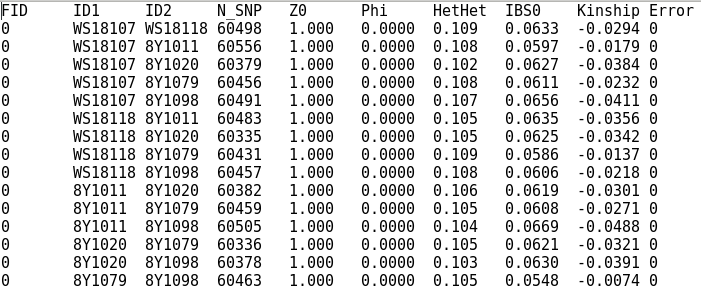 FID ID1 ID2 N_SNP Z0 Phi HetHet IBS0 Kinship Error
0 WS18107 WS18118 60498 1.000 0.0000 0.109 0.0633 -0.0294 0
0 WS18107 8Y1011 60556 1.000 0.0000 0.108 0.0597 -0.0179 0
0 WS18107 8Y1020 60379 1.000 0.0000 0.102 0.0627 -0.0384 0
0 WS18107 8Y1079 60456 1.000 0.0000 0.108 0.0611 -0.0232 0
0 WS18107 8Y1098 60491 1.000 0.0000 0.107 0.0656 -0.0411 0
0 WS18118 8Y1011 60483 1.000 0.0000 0.105 0.0635 -0.0356 0
0 WS18118 8Y1020 60335 1.000 0.0000 0.105 0.0625 -0.0342 0
0 WS18118 8Y1079 60431 1.000 0.0000 0.109 0.0586 -0.0137 0
0 WS18118 8Y1098 60457 1.000 0.0000 0.108 0.0606 -0.0218 0
0 8Y1011 8Y1020 60382 1.000 0.0000 0.106 0.0619 -0.0301 0
0 8Y1011 8Y1079 60459 1.000 0.0000 0.105 0.0608 -0.0271 0
0 8Y1011 8Y1098 60505 1.000 0.0000 0.104 0.0669 -0.0488 0
0 8Y1020 8Y1079 60336 1.000 0.0000 0.105 0.0621 -0.0321 0
0 8Y1020 8Y1098 60378 1.000 0.0000 0.103 0.0630 -0.0391 0
0 8Y1079 8Y1098 60463 1.000 0.0000 0.105 0.0548 -0.0074 0